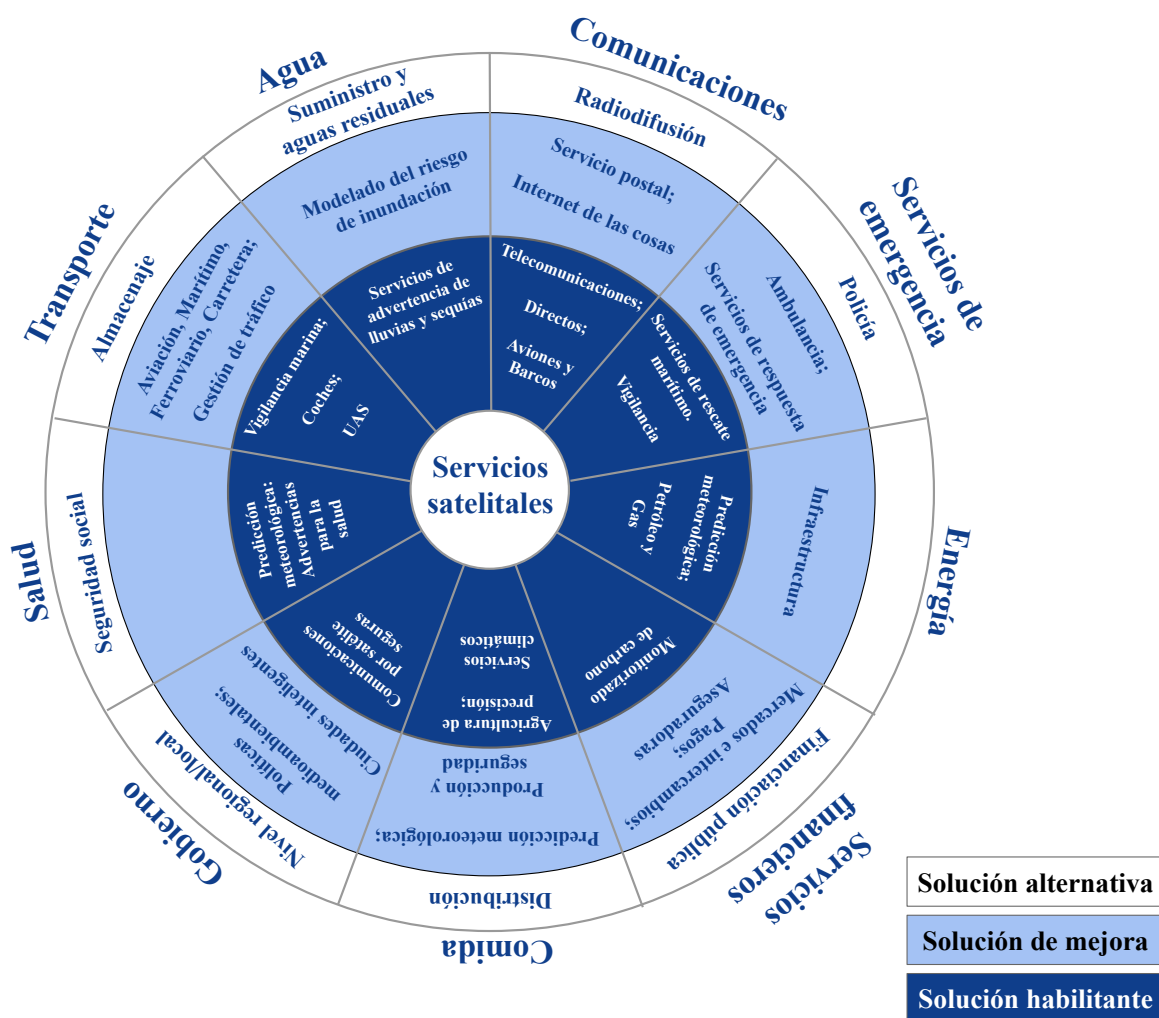 Comunicaciones
Radiodifusión
Servicio postal;
Internet de las cosas
Telecomunicaciones;
Directos;
Aviones y
Barcos
Servicios de
emergencia
Policía
Ambulancia;
Servicios de respuesta
de emergencia
Servicios de rescate
marítimo.
Vigilancia
Energía
Infraestructura
Predicción
meteorológica;
Petróleo y
Gas
Servicios
financieros
Financiación pública
Mercados e intercambios;
Pagos;
Aseguradoras
Monitorizado
de carbono
Comida
Distribución
Predicción meteorológica;
Producción y
seguridad
Agricultura de
precisión;
Servicios
climáticos
Gobierno
Nivel regional/local
Políticas
medioambientales;
Ciudades inteligentes
Comunicaciones
por satélite
seguras
Salud
Seguridad social
Predicción
meteorológica;
Advertencias
para la
salud
Transporte
Almacenaje
Aviación, Marítimo,
Ferroviario, Carretera;
Gestión de tráfico
Vigilancia marina;
Coches;
UAS
Agua
Suministro y
aguas residuales
Modelado del riesgo
de inundación
Servicios de
advertencia de
lluvias y sequías
Servicios
satelitales
Solución alternativa
Solución de mejora
Solución habilitante